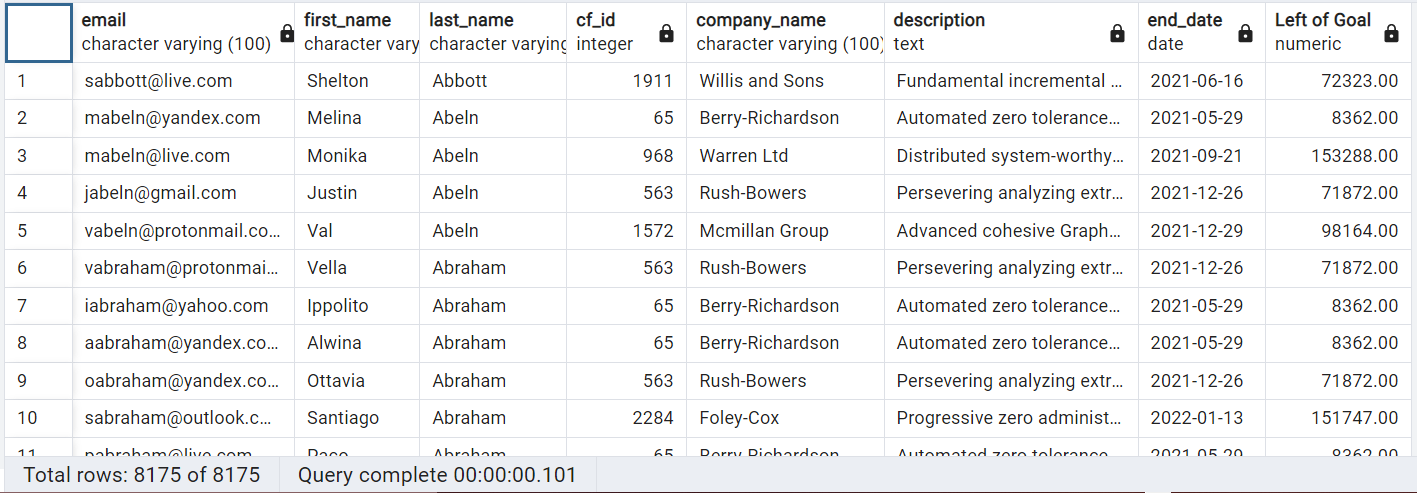 email first_name last_name cf_id company_name description end_date Left of Goal
character varying (100) character vary character varying integer character varying (100) text date numeric
1 sabbott@live.com Shelton Abbott 1911 Willis and Sons Fundamental incremental ... 2021-06-16 72323.00
2 mabeln@yandex.com Melina Abeln 65 Berry-Richardson Automated zero tolerance... 2021-05-29 8362.00
3 mabeln@live.com Monika Abeln 968 Warren Ltd Distributed system-worthy... 2021-09-21 153288.00
4 jabeln@gmail.com Justin Abeln 563 Rush-Bowers Persevering analyzing extr... 2021-12-26 71872.00
5 vabeln@protonmail.co... Val Abeln 1572 Mcmillan Group Advanced cohesive Graph... 2021-12-29 98164.00
6 vabraham@protonmai... Vella Abraham 563 Rush-Bowers Persevering analyzing extr... 2021-12-26 71872.00
7 iabraham@yahoo.com Ippolito Abraham 65 Berry-Richardson Automated zero tolerance... 2021-05-29 8362.00
8 aabraham@yandex.co... Alwina Abraham 65 Berry-Richardson Automated zero tolerance... 2021-05-29 8362.00
9 oabraham@yandex.co... Ottavia Abraham 563 Rush-Bowers Persevering analyzing extr... 2021-12-26 71872.00
10 sabraham@outlook.c... Santiago Abraham 2284 Foley-Cox Progressive zero administ... 2022-01-13 151747.00
11 pabraham@live.com Paco Abraham 65 Berry-Richardson Automated zero tolerance... 2021-05-29 8362.00
Total rows: 8175 of 8175 Query complete 00:00:00.101